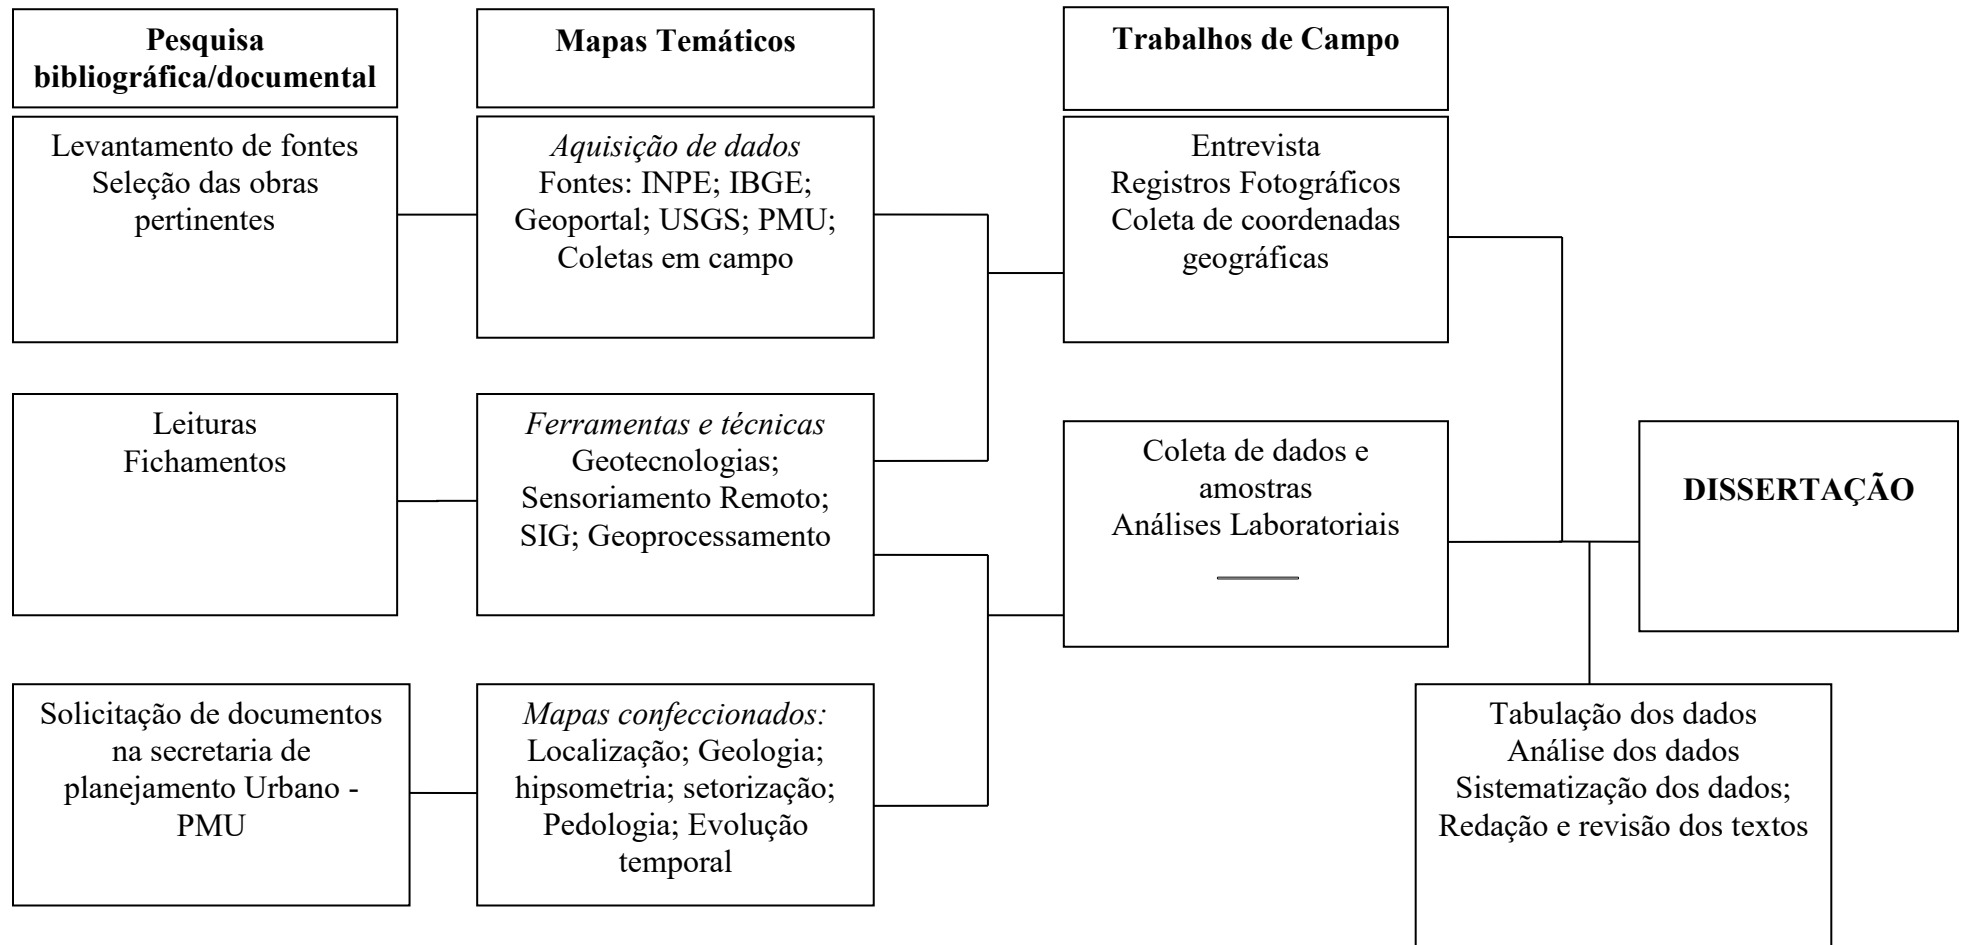 Pesquisa
bibliográfica/documental
Mapas Temáticos
Trabalhos de Campo
Levantamento de fontes
Seleção das obras
pertinentes
Aquisição de dados
Fontes: INPE; IBGE;
Geoportal; USGS; PMU;
Coletas em campo
Entrevista
Registros Fotográficos
Coleta de coordenadas
geográficas
Leituras
Fichamentos
Ferramentas e técnicas
Geotecnologias;
Sensoriamento Remoto;
SIG; Geoprocessamento
Coleta de dados e
amostras
Análises Laboratoriais
DISSERTAÇÃO
Solicitação de documentos
na secretaria de
planejamento Urbano -
PMU
Mapas confeccionados:
Localização; Geologia;
hipsometria; setorização;
Pedologia; Evolução
temporal
Tabulação dos dados
Análise dos dados
Sistematização dos dados;
Redação e revisão dos textos